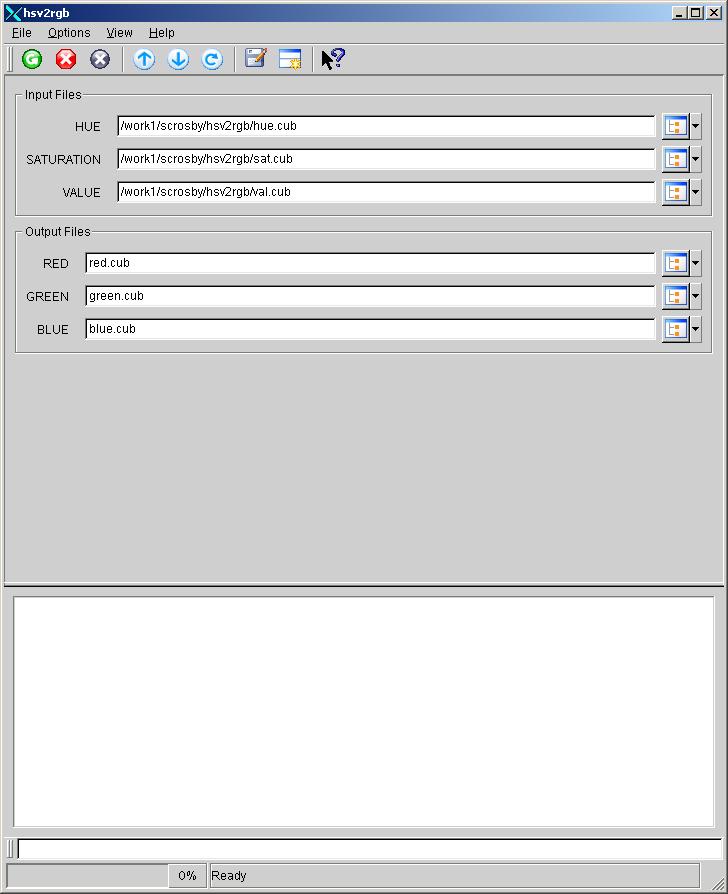 hsv2rgb
File Options View Help
Input Files
HUE /work1/scrosby/hsv2rgb/hue.cub
SATURATION /work1/scrosby/hsv2rgb/sat.cub
VALUE /work1/scrosby/hsv2rgb/val.cub
Output Files
RED red.cub
GREEN green.cub
BLUE blue.cub
0% Ready